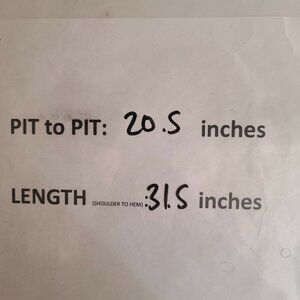 PIT to PIT: 20.5 inches
LENGTH (SHOULDER TO HEM): 31.5 inches